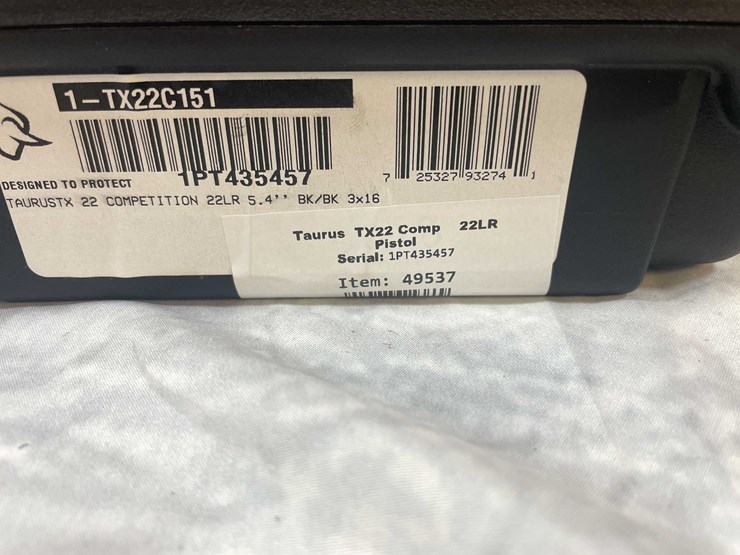 1-TX22C151
1PT435457
DESIGNED TO PROTECT
TAURUSTX 22 COMPETITION 22LR 5.4'' BK/BK 3x16
7 25327 93274 1
Taurus TX22 Comp 22LR
Pistol
Serial: 1PT435457
Item: 49537